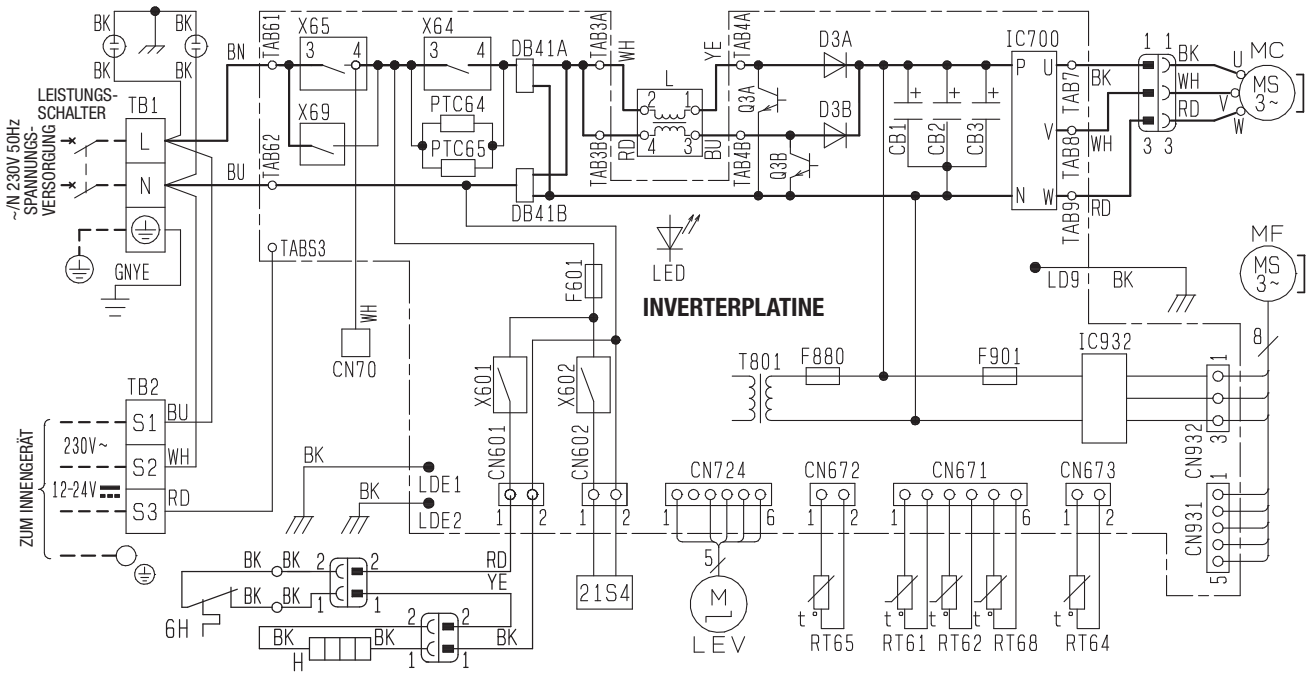 BK
BK
BK
BK
BN
TAB61
X65
3 4
X64
3 4
DB41A
TAB3A
WH
YE
TAB4A
D3A
IC700
P U
TAB7
BK
1 1
BK
WH
RD
U
V
W
MC
MS
3~
LEISTUNGS-
SCHALTER
TB1
L
N
~/N 230V 50Hz
SPANNUNGS-
VERSORGUNG
X69
PTC64
PTC65
L
2 1
4 3
RD
BU
Q3A
D3B
Q3B
CB1
+
CB2
+
CB3
+
V
TAB8
WH
3 3
TAB62
BU
DB41B
TAB3B
TAB4B
N W
TAB9
RD
GNYE
TABS3
LED
INVERTERPLATINE
LD9
BK
MF
MS
3~
8
F601
WH
CN70
X601
X602
T801
F880
F901
IC932
1
3
CN932
TB2
S1
S2
S3
BU
WH
RD
230V~
12-24V
ZUM INNENGERÄT
BK
LDE1
BK
LDE2
CN601
1 2
CN602
1 2
CN724
1 6
CN672
1 2
CN671
1 6
CN673
1 2
CN931
1
5
BK BK
2 2
RD
BK BK
1 1
YE
6H
21S4
5
M
LEV
t°
RT65
t°
RT61
RT62
RT68
t°
RT64
2 2
BK
H
BK
1 1
BK